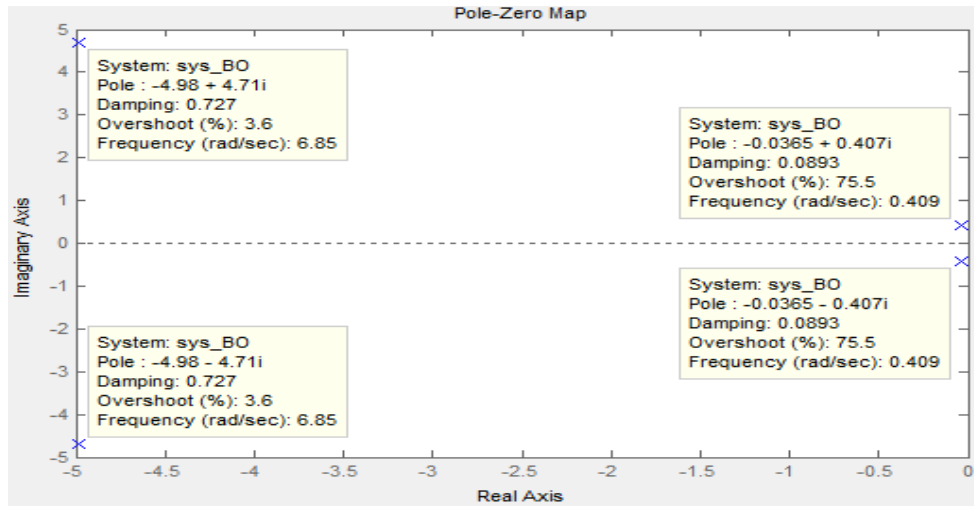 Pole-Zero Map
5
4
3
2
1
0
-1
-2
-3
-4
-5
Imaginary Axis
System: sys_BO
Pole : -4.98 + 4.71i
Damping: 0.727
Overshoot (%): 3.6
Frequency (rad/sec): 6.85
System: sys_BO
Pole : -0.0365 + 0.407i
Damping: 0.0893
Overshoot (%): 75.5
Frequency (rad/sec): 0.409
System: sys_BO
Pole : -0.0365 - 0.407i
Damping: 0.0893
Overshoot (%): 75.5
Frequency (rad/sec): 0.409
System: sys_BO
Pole : -4.98 - 4.71i
Damping: 0.727
Overshoot (%): 3.6
Frequency (rad/sec): 6.85
-5 -4.5 -4 -3.5 -3 -2.5 -2 -1.5 -1 -0.5 0
Real Axis